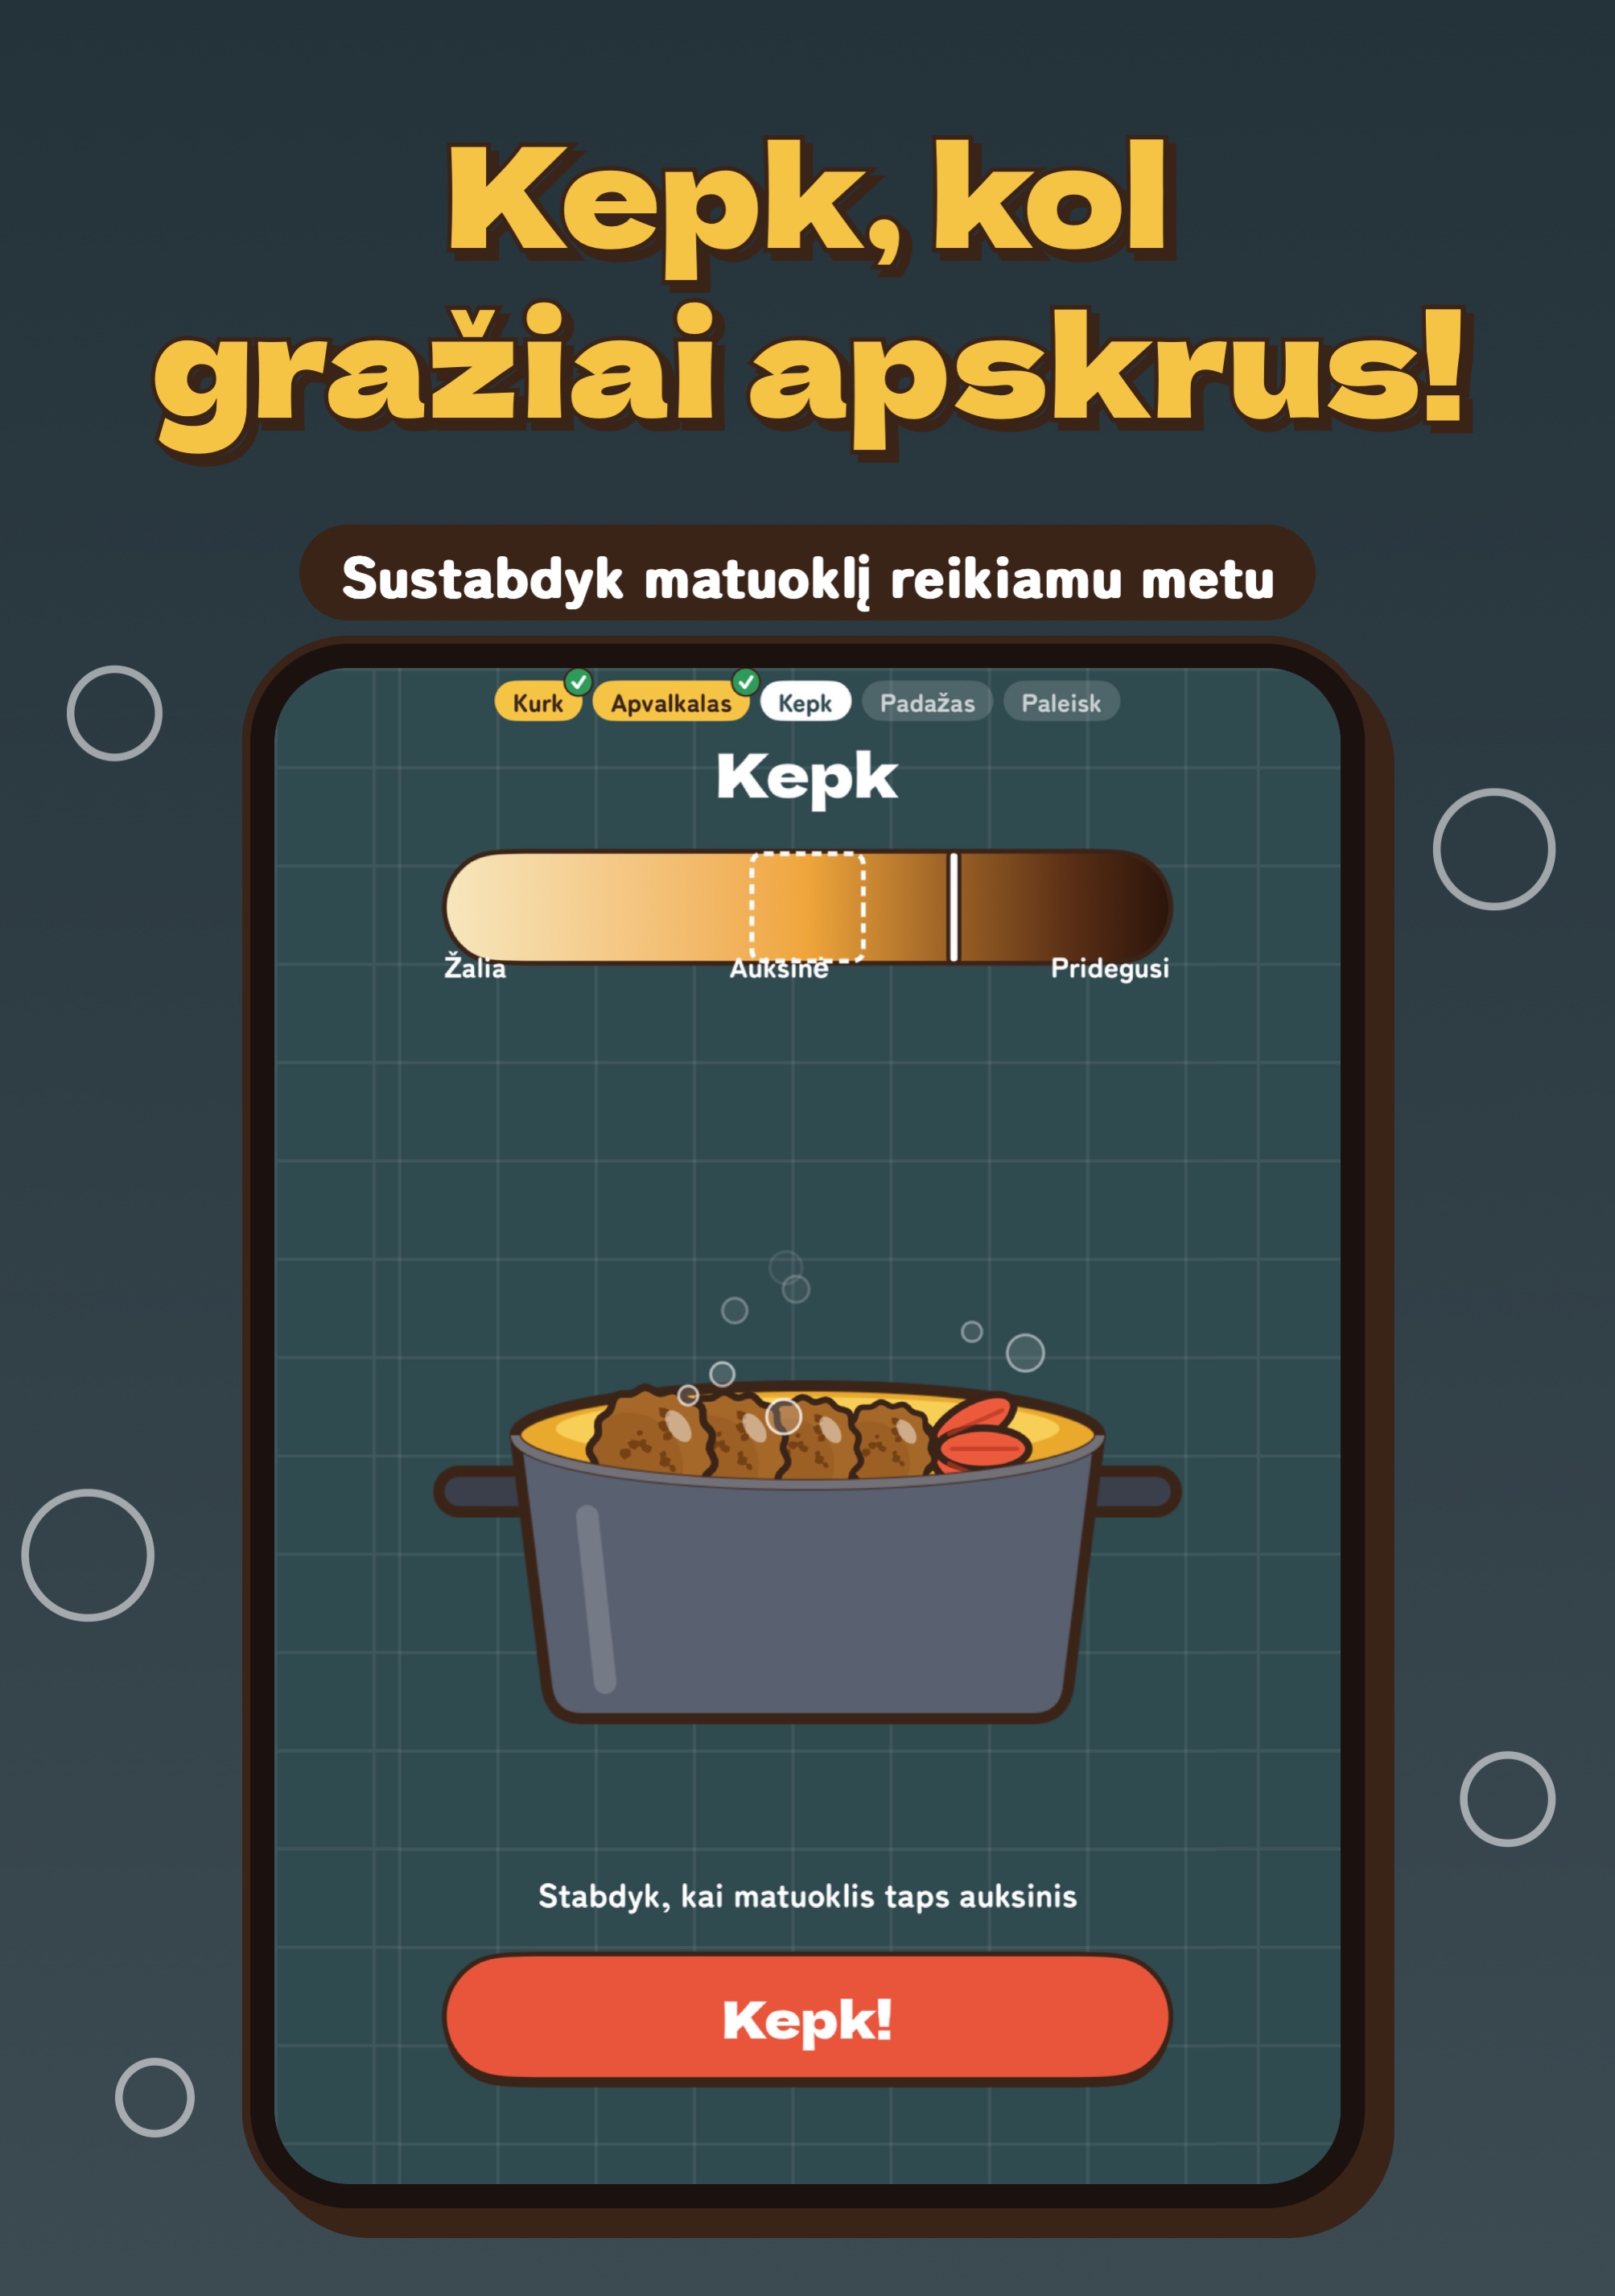 Kepk, kol
gražiai apskrus!
Sustabdyk matuoklį reikiamu metu
Kurk Apvalkalas Kepk Padažas Paleisk
Kepk
Žalia Auksinė Pridegusi
Stabdyk, kai matuoklis taps auksinis
Kepk!